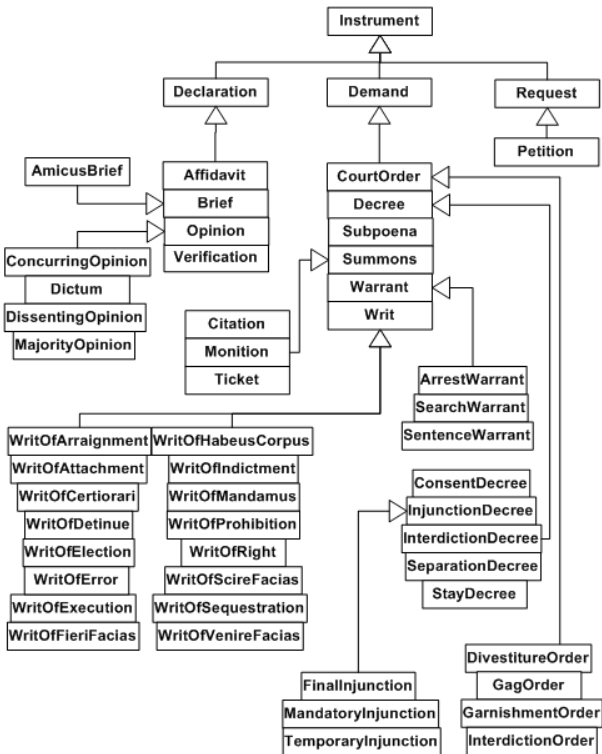 Instrument
Declaration
Demand
Request
Petition
AmicusBrief
Affidavit
Brief
Opinion
Verification
CourtOrder
Decree
Subpoena
Summons
Warrant
Writ
ConcurringOpinion
Dictum
DissentingOpinion
MajorityOpinion
Citation
Monition
Ticket
ArrestWarrant
SearchWarrant
SentenceWarrant
WritOfArraignment
WritOfAttachment
WritOfCertiorari
WritOfDetinue
WritOfElection
WritOfError
WritOfExecution
WritOfFieriFacias
WritOfHabeusCorpus
WritOfIndictment
WritOfMandamus
WritOfProhibition
WritOfRight
WritOfScireFacias
WritOfSequestration
WritOfVenireFacias
ConsentDecree
InjunctionDecree
InterdictionDecree
SeparationDecree
StayDecree
FinalInjunction
MandatoryInjunction
TemporaryInjunction
DivestitureOrder
GagOrder
GarnishmentOrder
InterdictionOrder